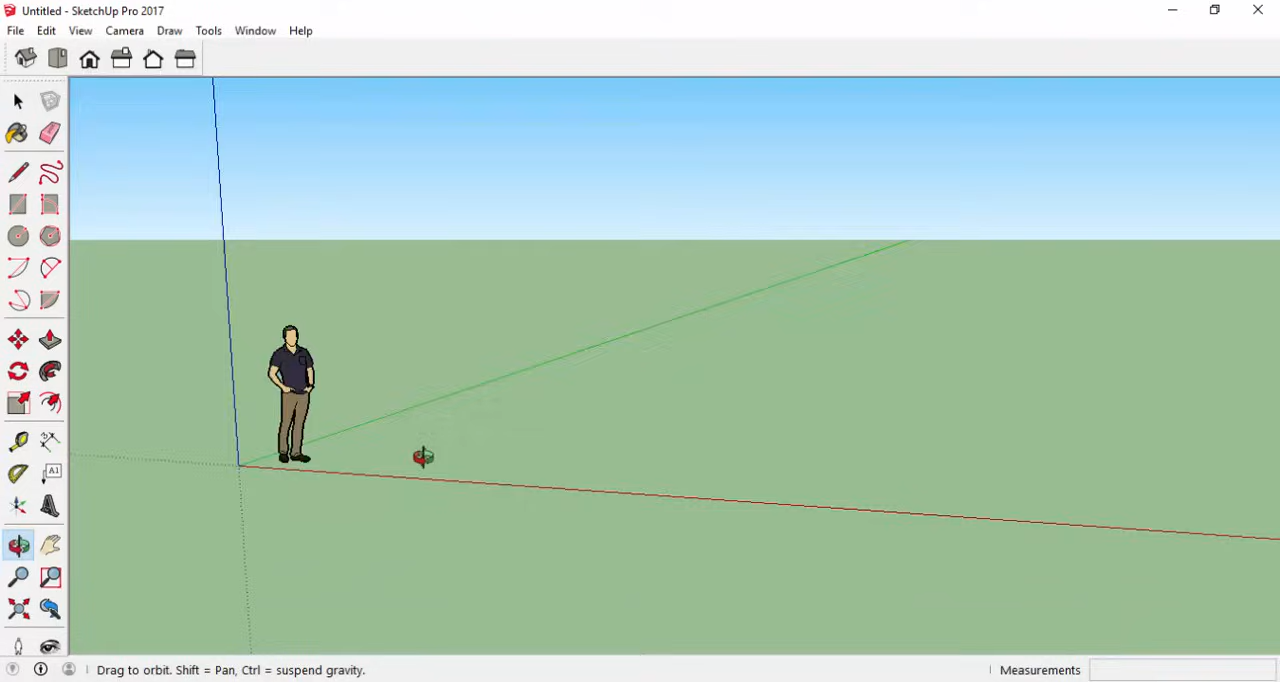 Untitled - SketchUp Pro 2017
File Edit View Camera Draw Tools Window Help
A1
Drag to orbit. Shift = Pan, Ctrl = suspend gravity.
Measurements